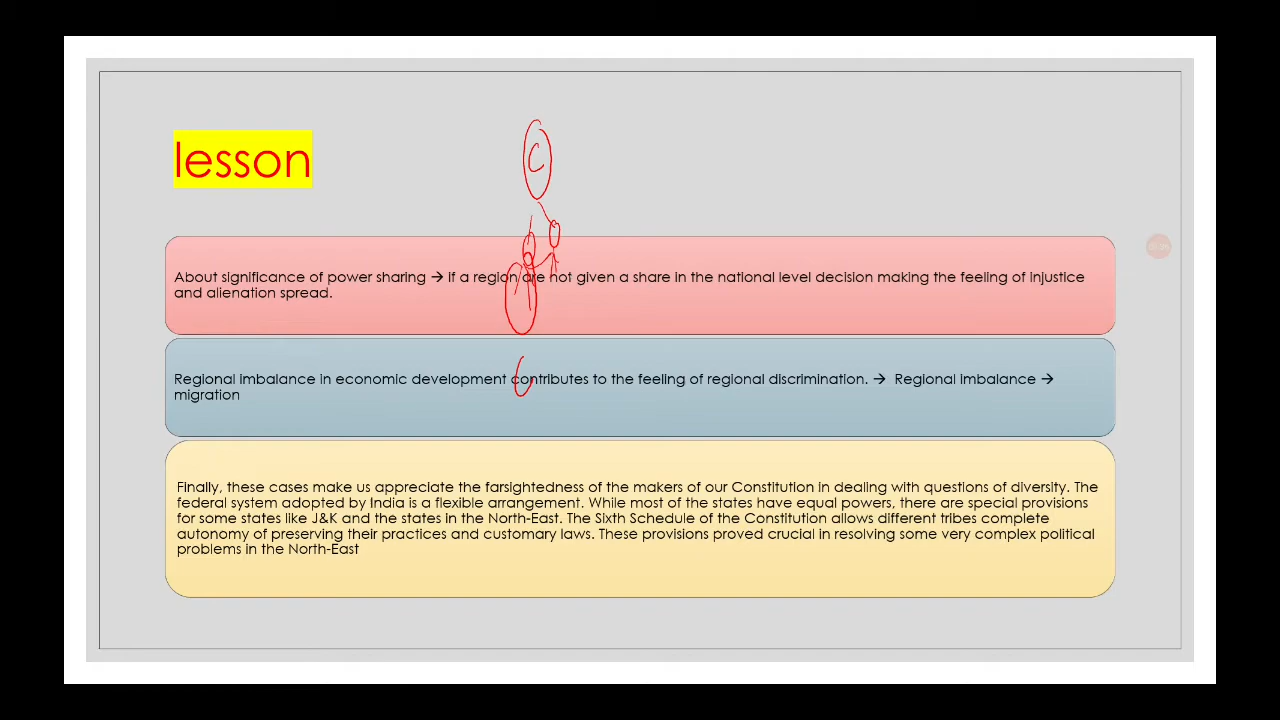 lesson
C
About significance of power sharing → If a region are not given a share in the national level decision making the feeling of injustice
and alienation spread.
Regional imbalance in economic development contributes to the feeling of regional discrimination. → Regional imbalance →
migration
Finally, these cases make us appreciate the farsightedness of the makers of our Constitution in dealing with questions of diversity. The
federal system adopted by India is a flexible arrangement. While most of the states have equal powers, there are special provisions
for some states like J&K and the states in the North-East. The Sixth Schedule of the Constitution allows different tribes complete
autonomy of preserving their practices and customary laws. These provisions proved crucial in resolving some very complex political
problems in the North-East